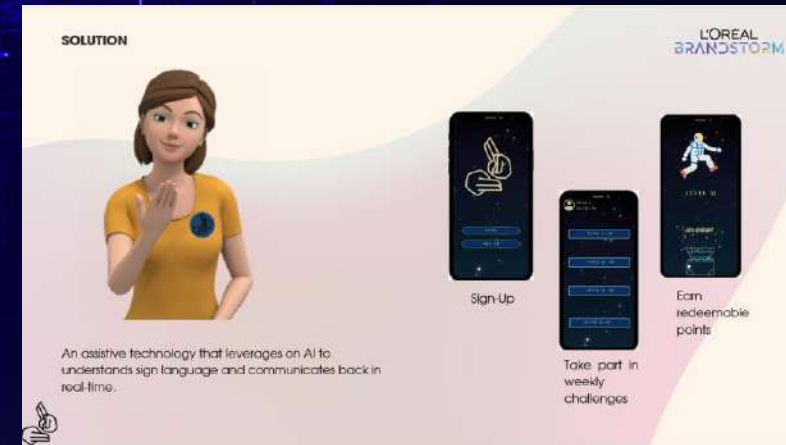 SOLUTION
L'ORÉAL
BRANDSTORM
Sign-Up
Take part in
weekly
challenges
Earn
redeemable
points
An assistive technology that leverages on AI to
understands sign language and communicates back in
real-time.